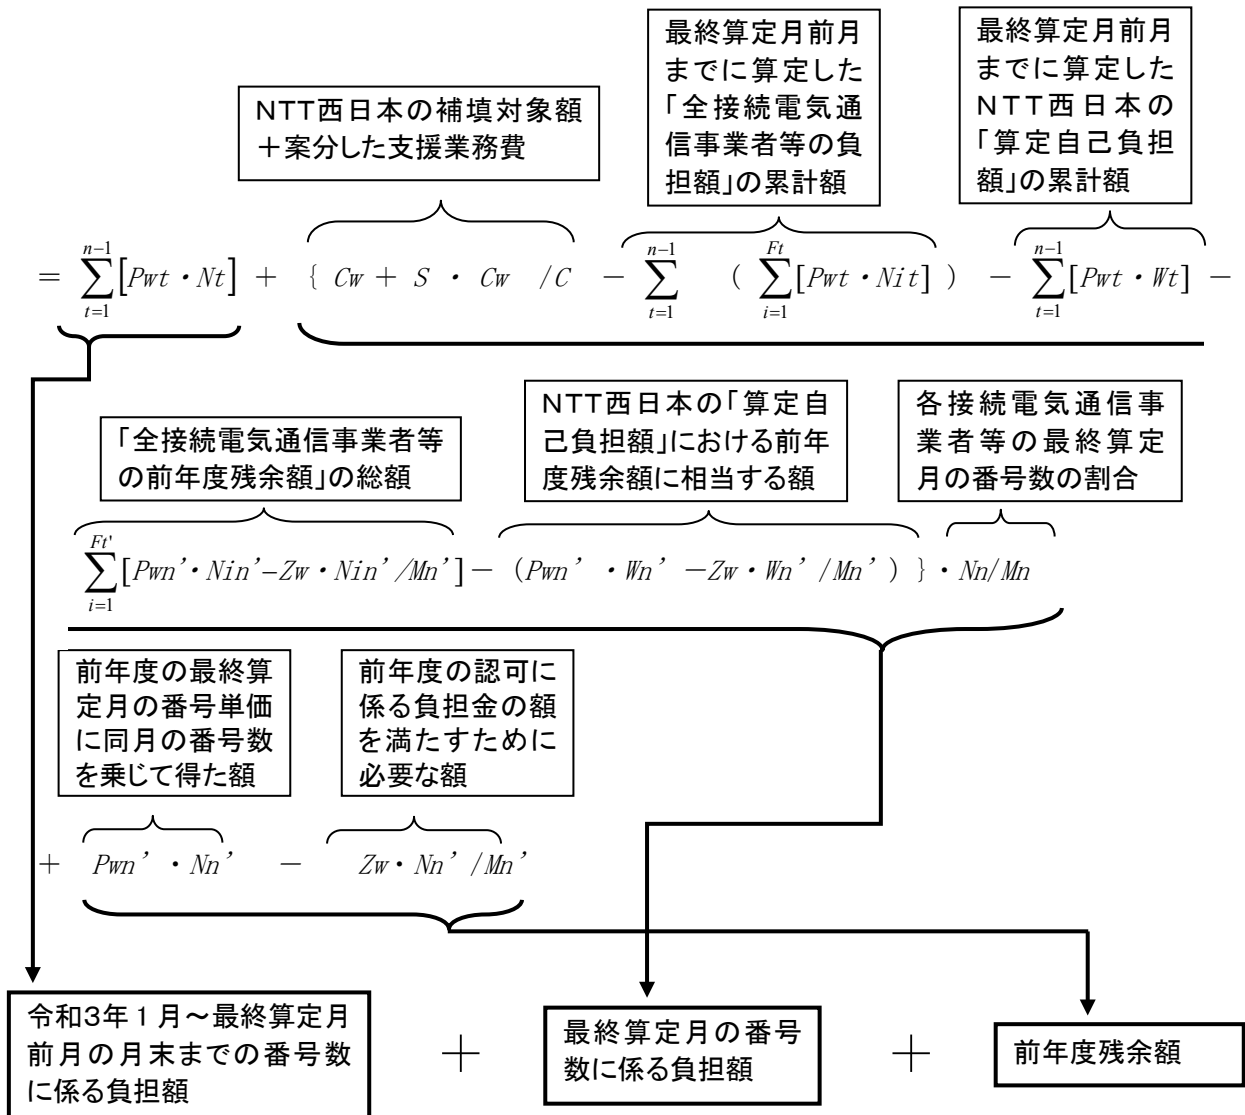 最終算定月前月
までに算定した
「全接続電気通
信事業者等の負
担額」の累計額
最終算定月前月
までに算定した
NTT西日本の
「算定自己負担
額」の累計額
NTT西日本の補填対象額
+案分した支援業務費
= n-1 ∑ t=1 [Pwt・Nt] + { Cw + S ・ Cw /C − n-1 ∑ t=1 ( Ft ∑ i=1 [Pwt・Nit] ) − n-1 ∑ t=1 [Pwt・Wt] −
「全接続電気通信事業者等
の前年度残余額」の総額
NTT西日本の「算定自
己負担額」における前年
度残余額に相当する額
各接続電気通信事
業者等の最終算定
月の番号数の割合
Ft' ∑ i=1 [Pwn’・Nin’−Zw・Nin’/Mn’]− (Pwn’ ・Wn’ −Zw・Wn’/Mn’) } ・Nn/Mn
前年度の最終算
定月の番号単価
に同月の番号数
を乗じて得た額
前年度の認可に
係る負担金の額
を満たすために
必要な額
+ Pwn’ ・Nn’ − Zw・Nn’/Mn’
令和3年1月~最終算定月
前月の月末までの番号数
に係る負担額
+
最終算定月の番号
数に係る負担額
+
前年度残余額